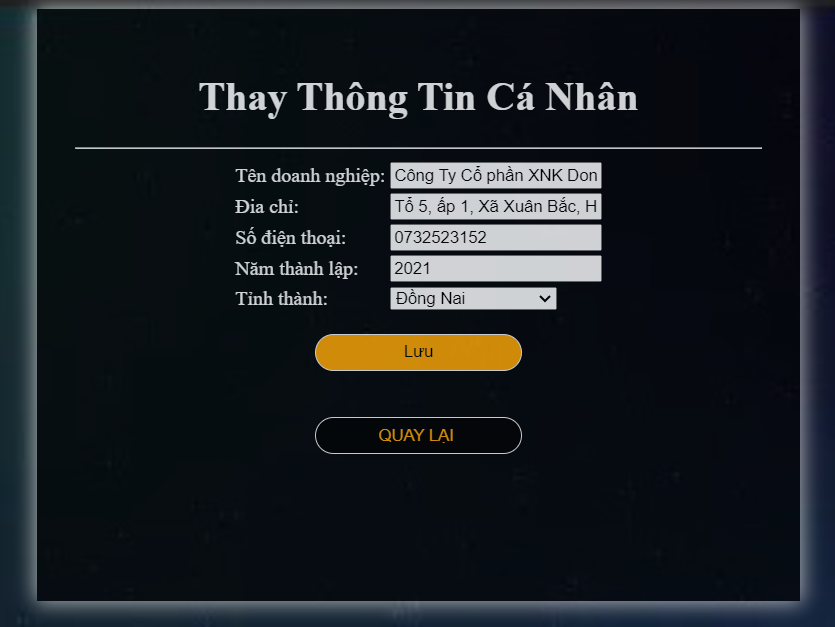 Thay Thông Tin Cá Nhân
Tên doanh nghiệp: Công Ty Cổ phần XNK Don
Đia chỉ: Tổ 5, ấp 1, Xã Xuân Bắc, H
Số điện thoại: 0732523152
Năm thành lập: 2021
Tỉnh thành: Đồng Nai
Lưu
QUAY LẠI